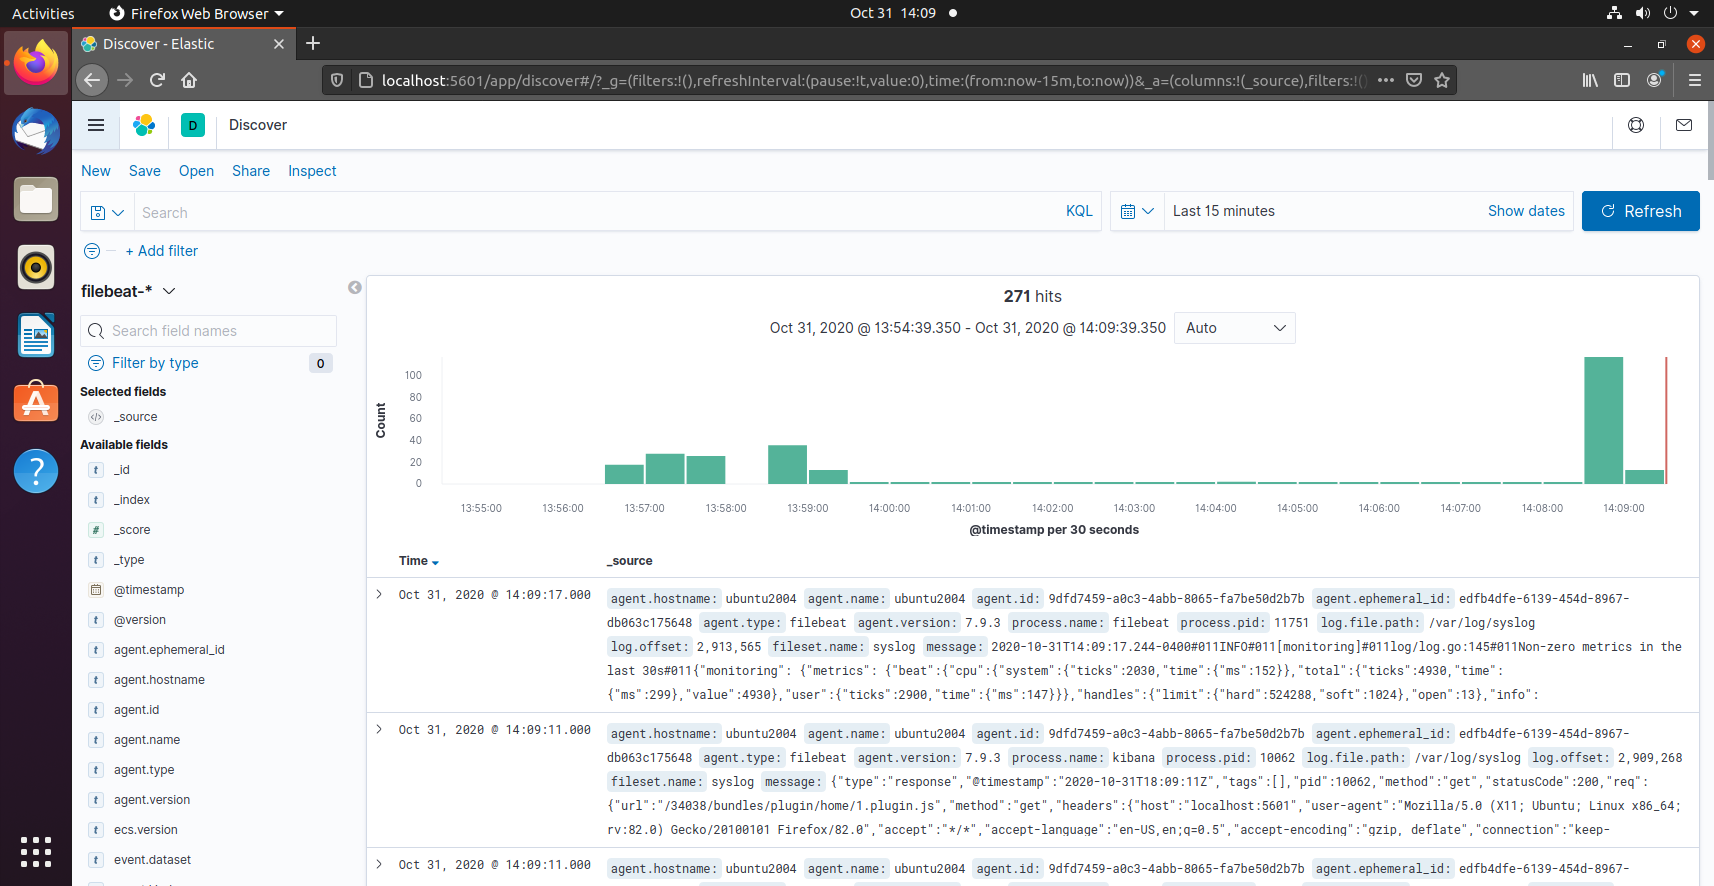 Activities Firefox Web Browser Oct 31 14:09
Discover - Elastic
localhost:5601/app/discover#/?_g=(filters:!(),refreshInterval:(pause:!t,value:0),time:(from:now-15m,to:now))&_a=(columns:!(_source),filters:!()
D Discover
New Save Open Share Inspect
Search KQL Last 15 minutes Show dates Refresh
+ Add filter
filebeat-*
Search field names
Filter by type 0
Selected fields
_source
Available fields
_id
_index
_score
_type
@timestamp
@version
agent.ephemeral_id
agent.hostname
agent.id
agent.name
agent.type
agent.version
ecs.version
event.dataset
271 hits
Oct 31, 2020 @ 13:54:39.350 - Oct 31, 2020 @ 14:09:39.350 Auto
Count
100
80
60
40
20
0
13:55:00 13:56:00 13:57:00 13:58:00 13:59:00 14:00:00 14:01:00 14:02:00 14:03:00 14:04:00 14:05:00 14:06:00 14:07:00 14:08:00 14:09:00
@timestamp per 30 seconds
Time _source
Oct 31, 2020 @ 14:09:17.000 agent.hostname: ubuntu2004 agent.name: ubuntu2004 agent.id: 9dfd7459-a0c3-4abb-8065-fa7be50d2b7b agent.ephemeral_id: edfb4dfe-6139-454d-8967-
db063c175648 agent.type: filebeat agent.version: 7.9.3 process.name: filebeat process.pid: 11751 log.file.path: /var/log/syslog
log.offset: 2,913,565 fileset.name: syslog message: 2020-10-31T14:09:17.244-0400#011INFO#011[monitoring]#011log/log.go:145#011Non-zero metrics in the
last 30s#011{"monitoring": {"metrics": {"beat":{"cpu":{"system":{"ticks":2030,"time":{"ms":152}},"total":{"ticks":4930,"time":
{"ms":299},"value":4930},"user":{"ticks":2900,"time":{"ms":147}}},"handles":{"limit":{"hard":524288,"soft":1024},"open":13},"info":
Oct 31, 2020 @ 14:09:11.000 agent.hostname: ubuntu2004 agent.name: ubuntu2004 agent.id: 9dfd7459-a0c3-4abb-8065-fa7be50d2b7b agent.ephemeral_id: edfb4dfe-6139-454d-8967-
db063c175648 agent.type: filebeat agent.version: 7.9.3 process.name: kibana process.pid: 10062 log.file.path: /var/log/syslog log.offset: 2,909,268
fileset.name: syslog message: {"type":"response","@timestamp":"2020-10-31T18:09:11Z","tags":[],"pid":10062,"method":"get","statusCode":200,"req":
{"url":"/34038/bundles/plugin/home/1.plugin.js","method":"get","headers":{"host":"localhost:5601","user-agent":"Mozilla/5.0 (X11; Ubuntu; Linux x86_64;
rv:82.0) Gecko/20100101 Firefox/82.0","accept":"*/*","accept-language":"en-US,en;q=0.5","accept-encoding":"gzip, deflate","connection":"keep-
Oct 31, 2020 @ 14:09:11.000 agent.hostname: ubuntu2004 agent.name: ubuntu2004 agent.id: 9dfd7459-a0c3-4abb-8065-fa7be50d2b7b agent.ephemeral_id: edfb4dfe-6139-454d-8967-